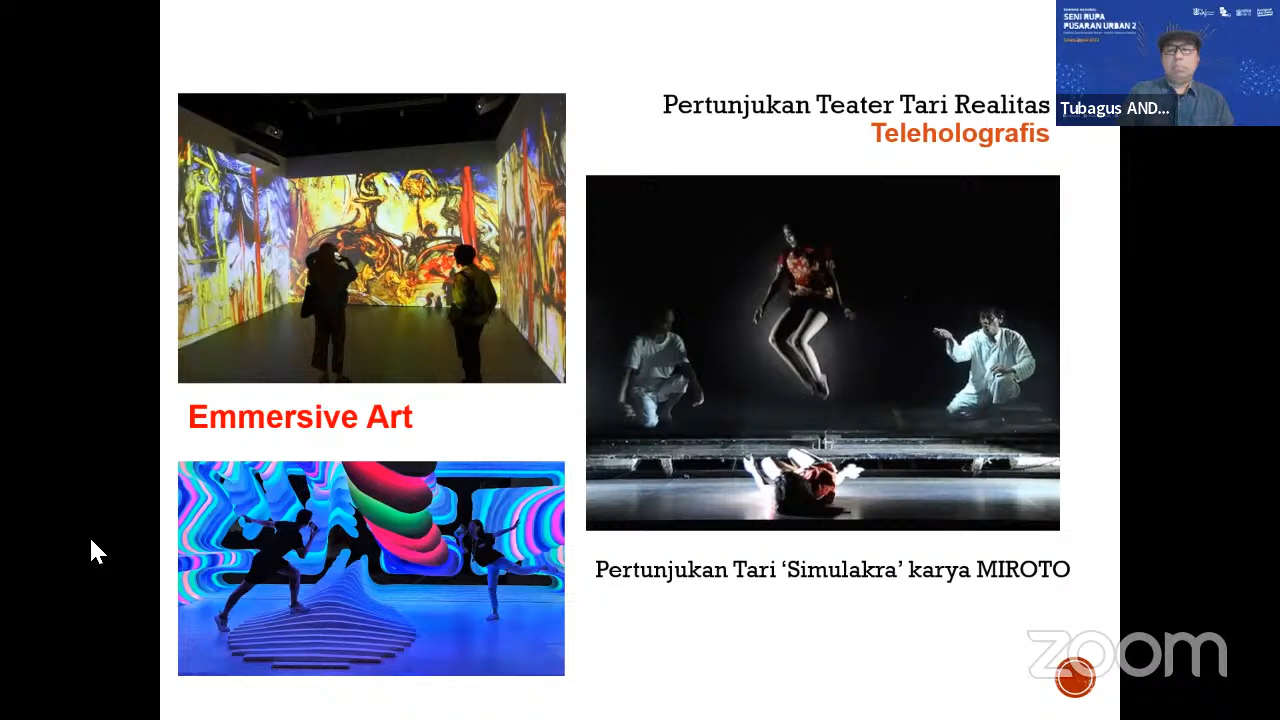 Pertunjukan Teater Tari Realitas
Teleholografis
Emmersive Art
Pertunjukan Tari ‘Simulakra’ karya MIROTO
SENI RUPA
PUSARAN URBAN 2
Tubagus AND...
zoom